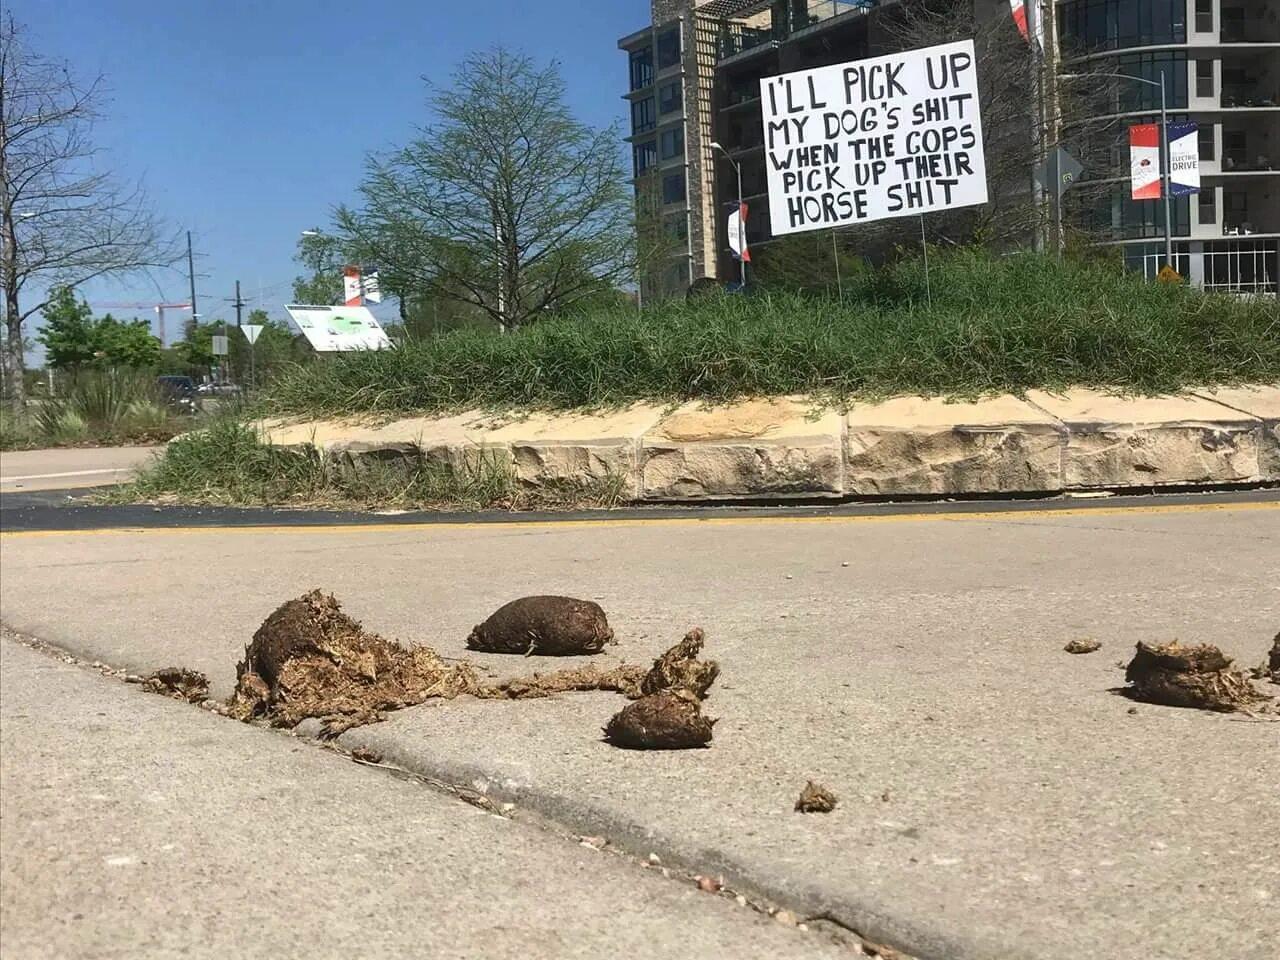 I'LL PICK UP
MY DOG'S SHIT
WHEN THE COPS
PICK UP THEIR
HORSE SHIT
ELECTRIC
DRIVE